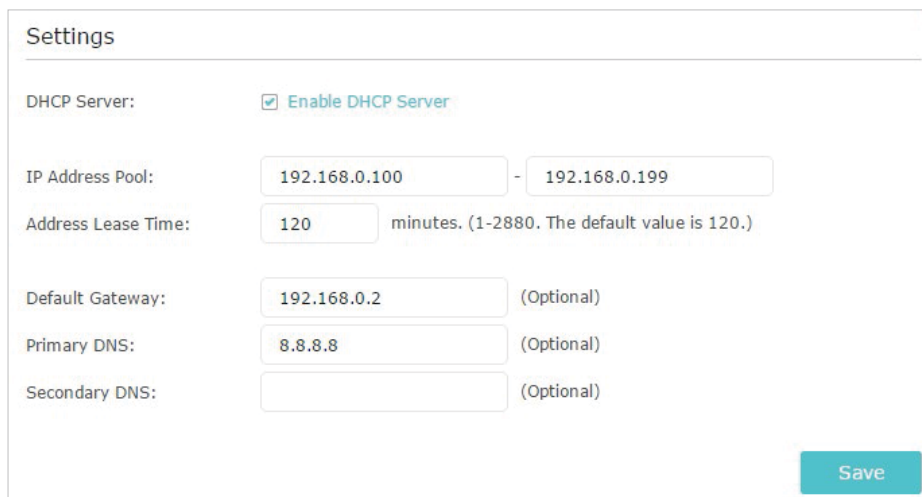 Settings
DHCP Server: Enable DHCP Server
IP Address Pool: 192.168.0.100 - 192.168.0.199
Address Lease Time: 120 minutes. (1-2880. The default value is 120.)
Default Gateway: 192.168.0.2 (Optional)
Primary DNS: 8.8.8.8 (Optional)
Secondary DNS: (Optional)
Save